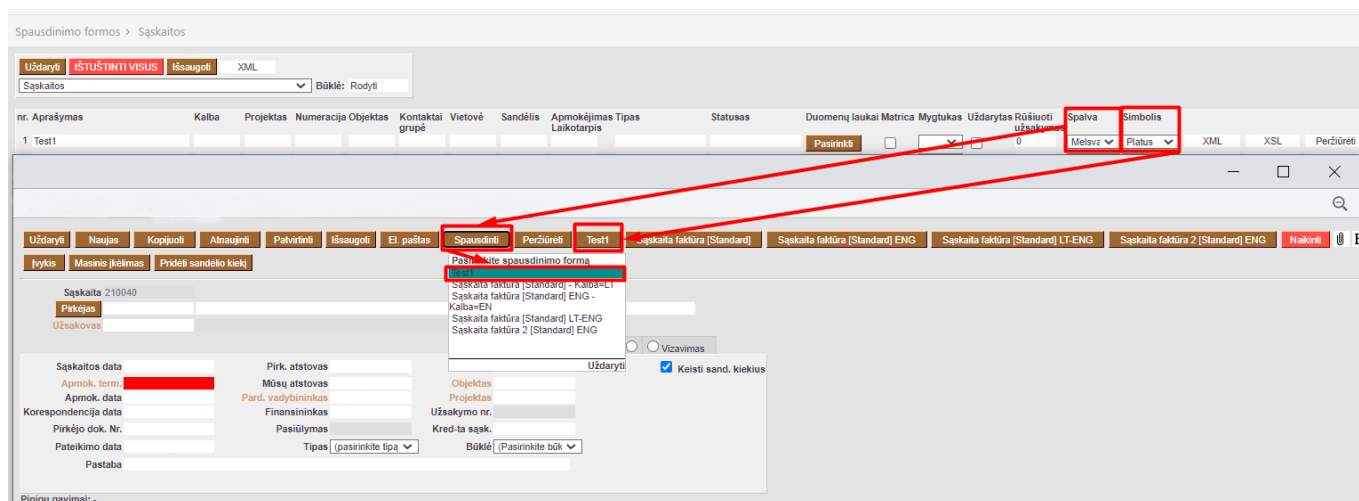 Spausdinimo formos > Sąskaitos
Uždaryti IŠTUŠTINTI VISUS Išsaugoti XML
Sąskaitos Būklė: Rodyti
nr. Aprašymas Kalba Projektas Numeracija Objektas Kontaktai grupė Vietovė Sandėlis Apmokėjimas Laikotarpis Tipas Statusas Duomenų laukai Matrica Mygtukas Uždarytas Rūšiuoti užsakymus Spalva Simbolis
1 Test1 Pasirinkti 0 Melsva Platus XML XSL Peržiūrėti
Uždaryti Naujas Kopijuoti Atnaujinti Patvirtinti Išsaugoti El. paštas Spausdinti Peržiūrėti Test1 Sąskaita faktūra [Standard] Sąskaita faktūra [Standard] ENG Sąskaita faktūra [Standard] LT-ENG Sąskaita faktūra 2 [Standard] ENG Naikinti
Įvykis Masinis įkėlimas Pridėti sandėlio kiekį
Pasirinkite spausdinimo formą
Test1
Sąskaita faktūra [Standard] - Kalba=LT
Sąskaita faktūra [Standard] ENG -
Kalba=EN
Sąskaita faktūra [Standard] LT-ENG
Sąskaita faktūra 2 [Standard] ENG
Uždaryti
Sąskaita 210040
Pirkėjas
Užsakovas
Vizavimas
Sąskaitos data Pirk. atstovas Keisti sand. kiekius
Apmok. term. Mūsų atstovas Objektas
Apmok. data Pard. vadybininkas Projektas
Korespondencija data Finansininkas Užsakymo nr.
Pirkėjo dok. Nr. Pasiūlymas Kred-ta sąsk.
Pateikimo data Tipas (pasirinkite tipą Būklė (Pasirinkite būk
Pastaba
Pinigų gavimai: -